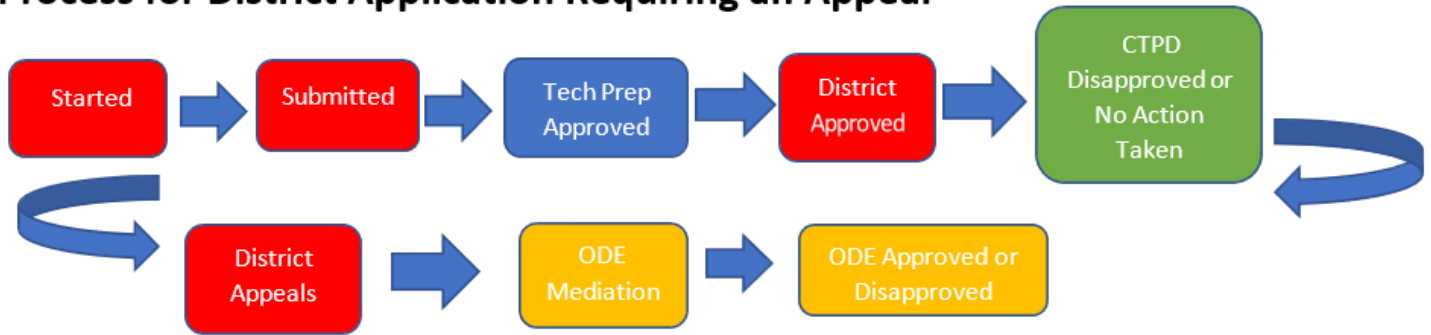 Process for District Application Requiring an Appeal
Started
Submitted
Tech Prep
Approved
District
Approved
CTPD
Disapproved or
No Action
Taken
District
Appeals
ODE
Mediation
ODE Approved or
Disapproved